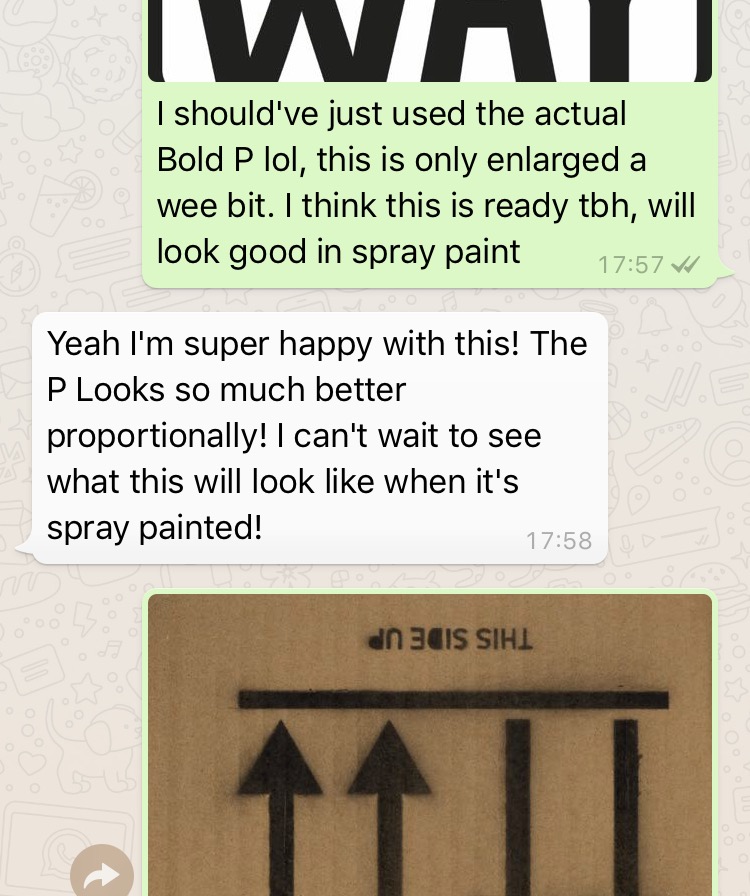 WAY
I should've just used the actual
Bold P lol, this is only enlarged a
wee bit. I think this is ready tbh, will
look good in spray paint
17:57
Yeah I'm super happy with this! The
P Looks so much better
proportionally! I can't wait to see
what this will look like when it's
spray painted!
17:58
THIS SIDE UP